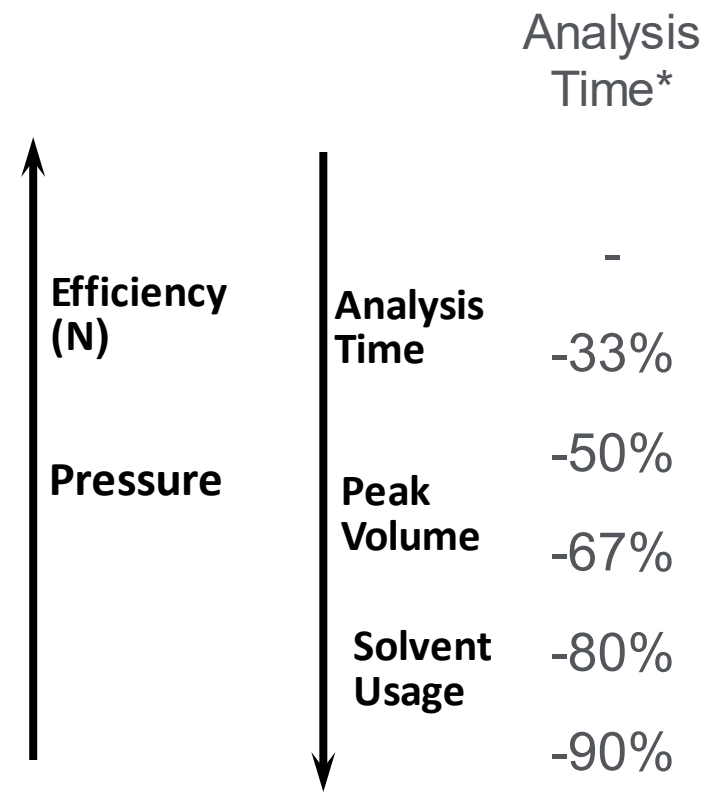 Analysis
Time*
-
Efficiency
(N)
Analysis
Time
-33%
-50%
Pressure
Peak
Volume
-67%
Solvent
Usage
-80%
-90%